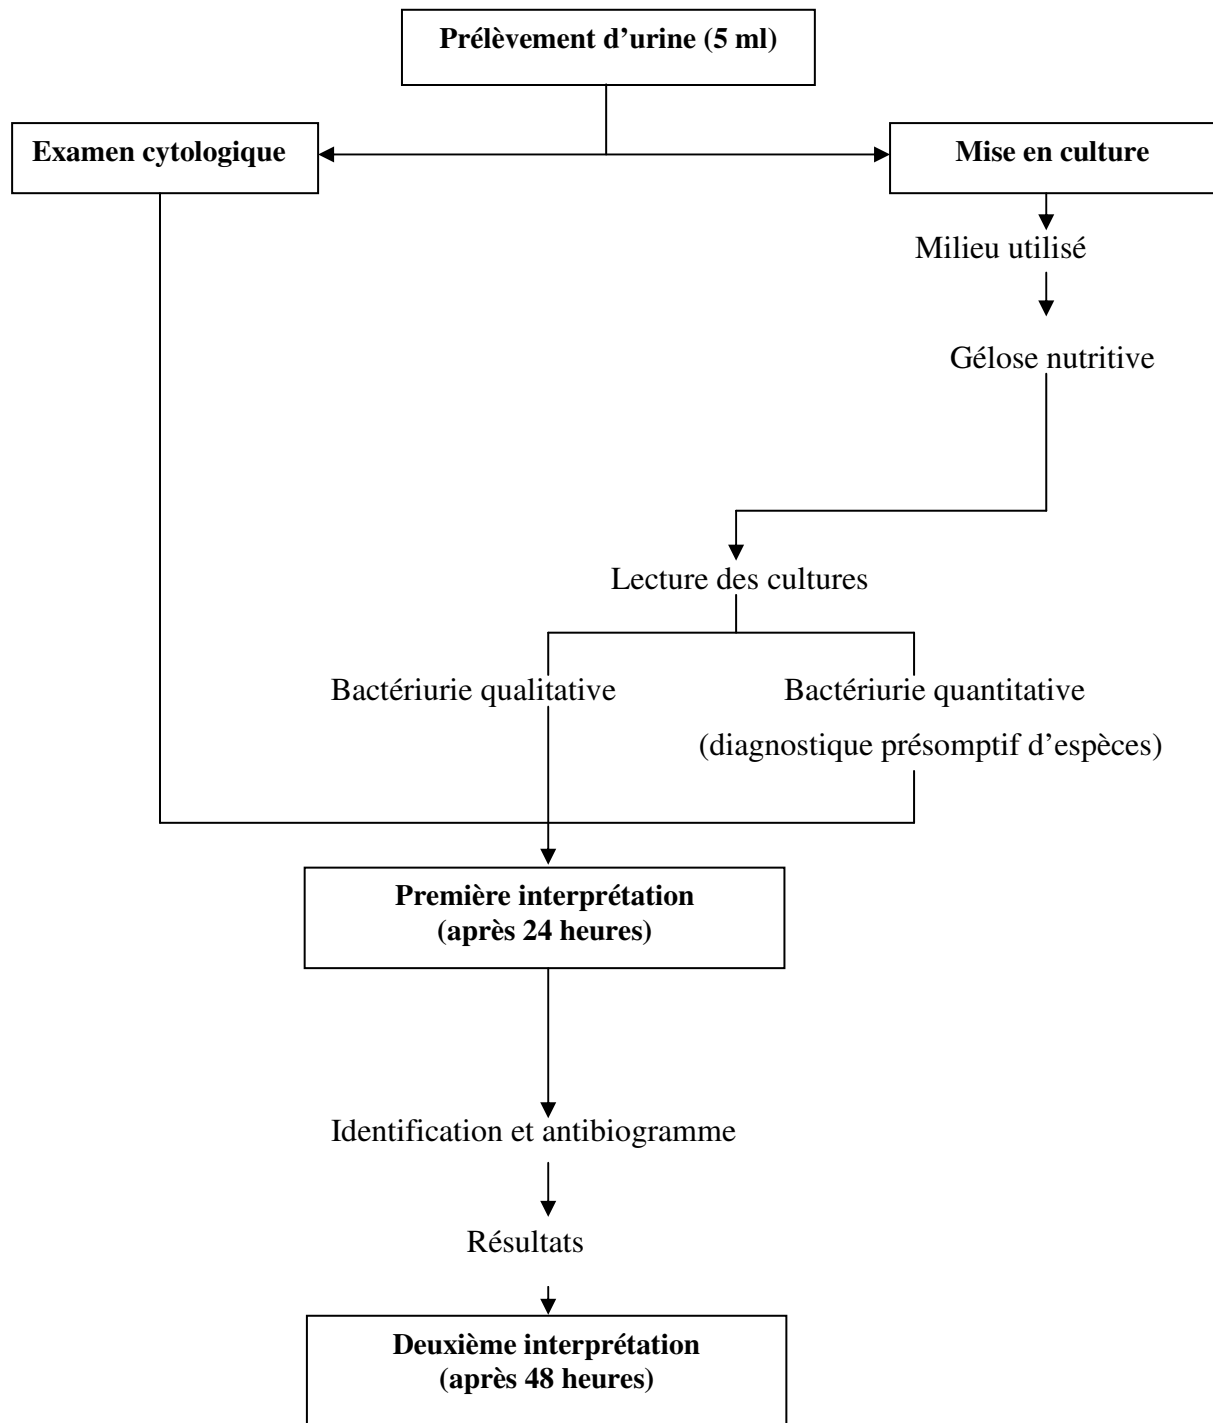 Prélèvement d’urine (5 ml)
Examen cytologique
Mise en culture
Milieu utilisé
Gélose nutritive
Lecture des cultures
Bactériurie qualitative
Bactériurie quantitative
(diagnostique présomptif d’espèces)
Première interprétation
(après 24 heures)
Identification et antibiogramme
Résultats
Deuxième interprétation
(après 48 heures)